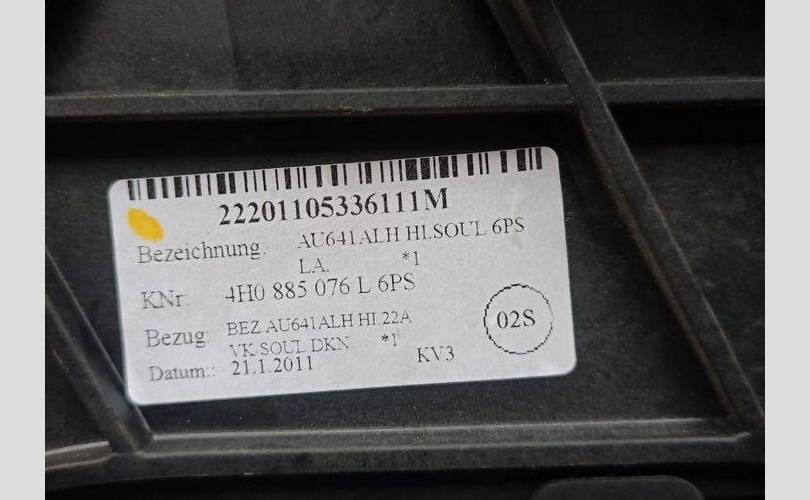 22201105336111M
Bezeichnung: AU641ALH HI.SOUL 6PS
LA. *1
KNr 4H0 885 076 L 6PS
Bezug: BEZ AU641ALH HI.22A
VK SOUL DKN *1
02S
Datum:: 21.1.2011 KV3